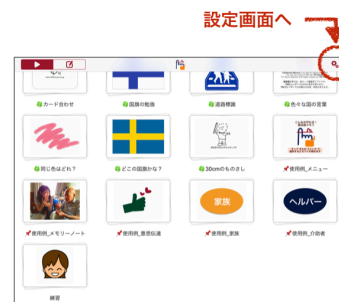 設定画面へ
カード合わせ
国旗の勉強
道路標識
色々な国の言葉
同じ色はどれ？
どこの国旗かな？
30cmのものさし
使用例_メニュー
家族
ヘルパー
使用例_メモリーノート
使用例_意思伝達
使用例_家族
使用例_介助者
練習